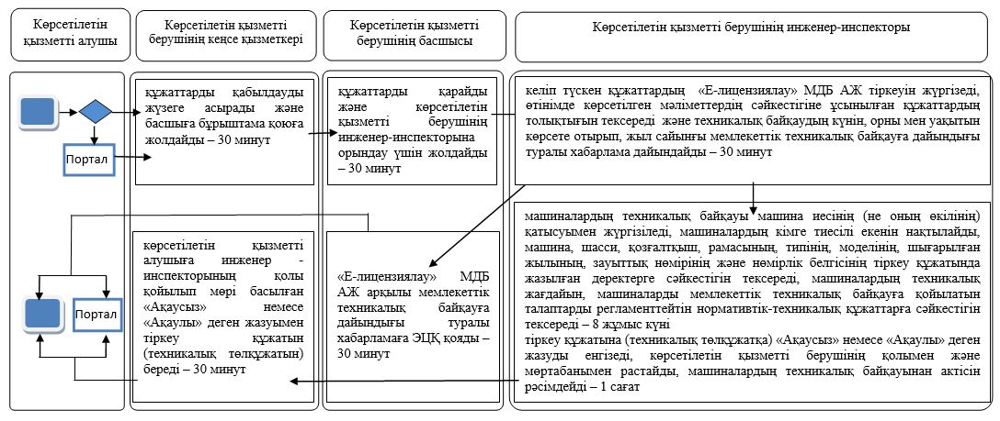 Көрсетілетін
қызметті алушы
Көрсетілетін қызметті
берушінің кеңсе қызметкері
Көрсетілетін қызметті
берушінің басшысы
Көрсетілетін қызметті берушінің инженер-инспекторы
Портал
құжаттарды қабылдауды
жүзеге асырады және
басшыға бұрыштама қоюға
жолдайды – 30 минут
құжаттарды қарайды
және көрсетілетін
қызметті берушінің
инженер-инспекторына
орындау үшін жолдайды
– 30 минут
келіп түскен құжаттардың «Е-лицензиялау» МДБ АЖ тіркеуін жүргізеді,
өтінімде көрсетілген мәліметтердің сәйкестігіне ұсынылған құжаттардың
толықтығын тексереді және техникалық байқаудың күнін, орны мен уақытын
көрсете отырып, жыл сайынғы мемлекеттік техникалық байқауға дайындығы
туралы хабарлама дайындайды – 30 минут
Портал
көрсетілетін қызметті
алушыға инженер -
инспекторының қолы
қойылып мөрі басылған
«Ақаусыз» немесе
«Ақаулы» деген жазуымен
тіркеу құжатын
(техникалық төлқұжатын)
береді – 30 минут
«Е-лицензиялау» МДБ
АЖ арқылы мемлекеттік
техникалық байқауға
дайындығы туралы
хабарламаға ЭЦҚ қояды –
30 минут
машиналардың техникалық байқауы машина иесінің (не оның өкілінің)
қатысуымен жүргізіледі, машиналардың кімге тиесілі екенін нақтылайды,
машина, шасси, қозғалтқыш, рамасының, типінің, моделінің, шығарылған
жылының, зауыттық нөмірінің және нөмірлік белгісінің тіркеу құжатында
жазылған деректерге сәйкестігін тексереді, машиналардың техникалық
жағдайын, машиналарды мемлекеттік техникалық байқауға қойылатын
талаптарды регламенттейтін нормативтік-техникалық құжаттарға сәйкестігін
тексереді – 8 жұмыс күні
тіркеу құжатына (техникалық төлқұжатқа) «Ақаусыз» немесе «Ақаулы» деген
жазуды енгізеді, көрсетілетін қызметті берушінің қолымен және
мөртабанымен растайды, машиналардың техникалық байқауынан актісін
рәсімдейді – 1 сағат